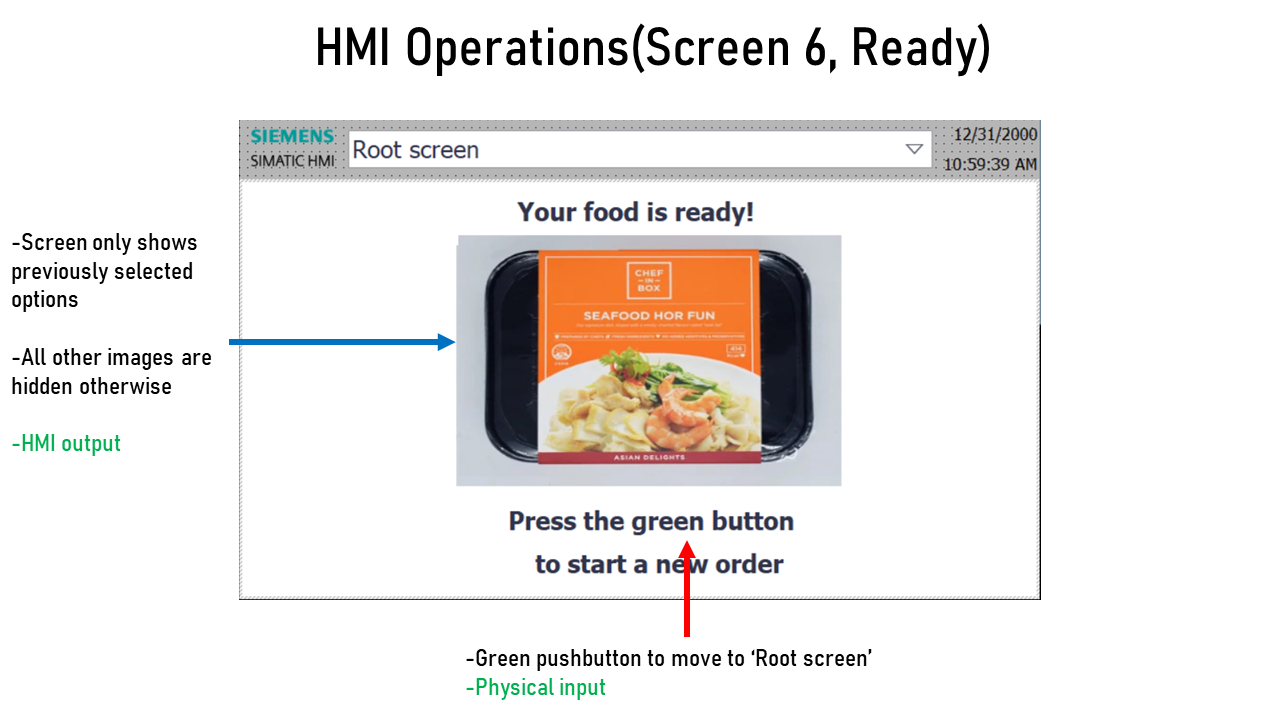 HMI Operations(Screen 6, Ready)
SIEMENS
SIMATIC HMI
Root screen
12/31/2000
10:59:39 AM
Your food is ready!
-Screen only shows
previously selected
options
-All other images are
hidden otherwise
-HMI output
CHEF
IN
BOX
SEAFOOD HOR FUN
ASIAN DELIGHTS
Press the green button
to start a new order
-Green pushbutton to move to ‘Root screen’
-Physical input